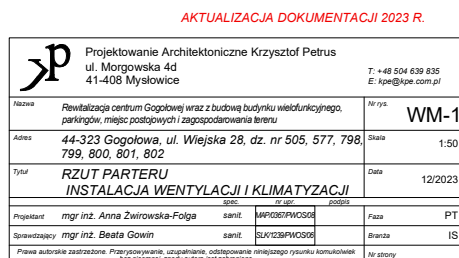 AKTUALIZACJA DOKUMENTACJI 2023 R.
kp
Projektowanie Architektoniczne Krzysztof Petrus
ul. Morgowska 4d
41-408 Mysłowice
T: +48 504 639 835
E: kpe@kpe.com.pl
Nazwa
Rewitalizacja centrum Gogołowej wraz z budową budynku wielofunkcyjnego,
parkingów, miejsc postojowych i zagospodarowania terenu
Nr rys.
WM-1
Adres
44-323 Gogołowa, ul. Wiejska 28, dz. nr 505, 577, 798,
799, 800, 801, 802
Skala
1:50
Tytuł
RZUT PARTERU
INSTALACJA WENTYLACJI I KLIMATYZACJI
Data
12/2023
spec. nr upr. podpis
Projektant mgr inż. Anna Żwirowska-Folga sanit. MAP/0367/PWOS/08
Faza PT
Sprawdzający mgr inż. Beata Gowin sanit. SLK/1239/PWOS/06
Branża IS
Prawa autorskie zastrzeżone. Przerysowywanie, uzupałnianie, odstępowanie niniejszego rysunku komukolwiek
Nr strony